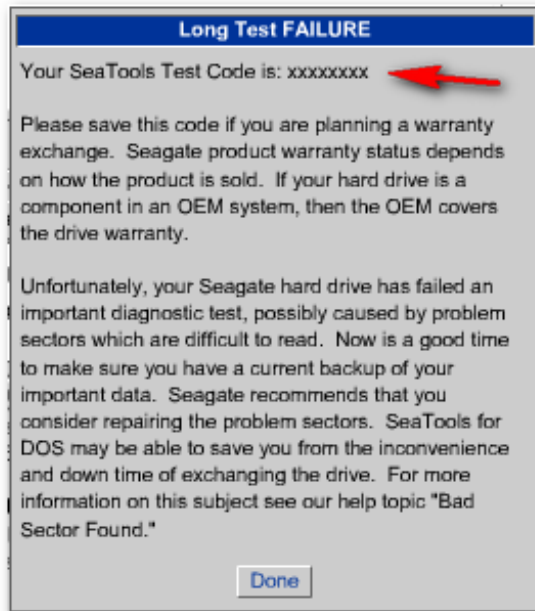 Long Test FAILURE
Your SeaTools Test Code is: xxxxxxxx
Please save this code if you are planning a warranty
exchange. Seagate product warranty status depends
on how the product is sold. If your hard drive is a
component in an OEM system, then the OEM covers
the drive warranty.
Unfortunately, your Seagate hard drive has failed an
important diagnostic test, possibly caused by problem
sectors which are difficult to read. Now is a good time
to make sure you have a current backup of your
important data. Seagate recommends that you
consider repairing the problem sectors. SeaTools for
DOS may be able to save you from the inconvenience
and down time of exchanging the drive. For more
information on this subject see our help topic "Bad
Sector Found."
Done